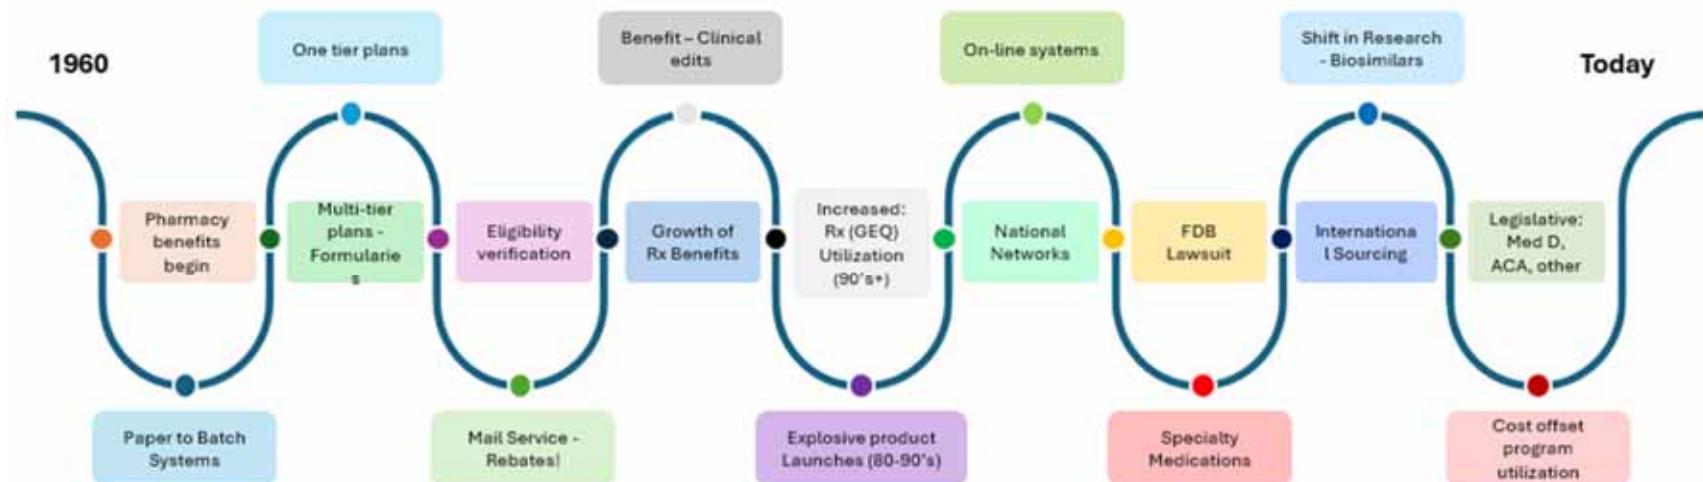 1960
Pharmacy
benefits
begin
Paper to Batch
Systems
Multi-tier
plans -
Formularie
s
One tier plans
Eligibility
verification
Mail Service -
Rebates!
Growth of
Rx Benefits
Benefit – Clinical
edits
Increased:
Rx (GEQ)
Utilization
(90's+)
Explosive product
Launches (80-90's)
National
Networks
On-line systems
FDB
Lawsuit
Specialty
Medications
Internationa
l Sourcing
Shift in Research
- Biosimilars
Legislative:
Med D,
ACA, other
Cost offset
program
utilization
Today